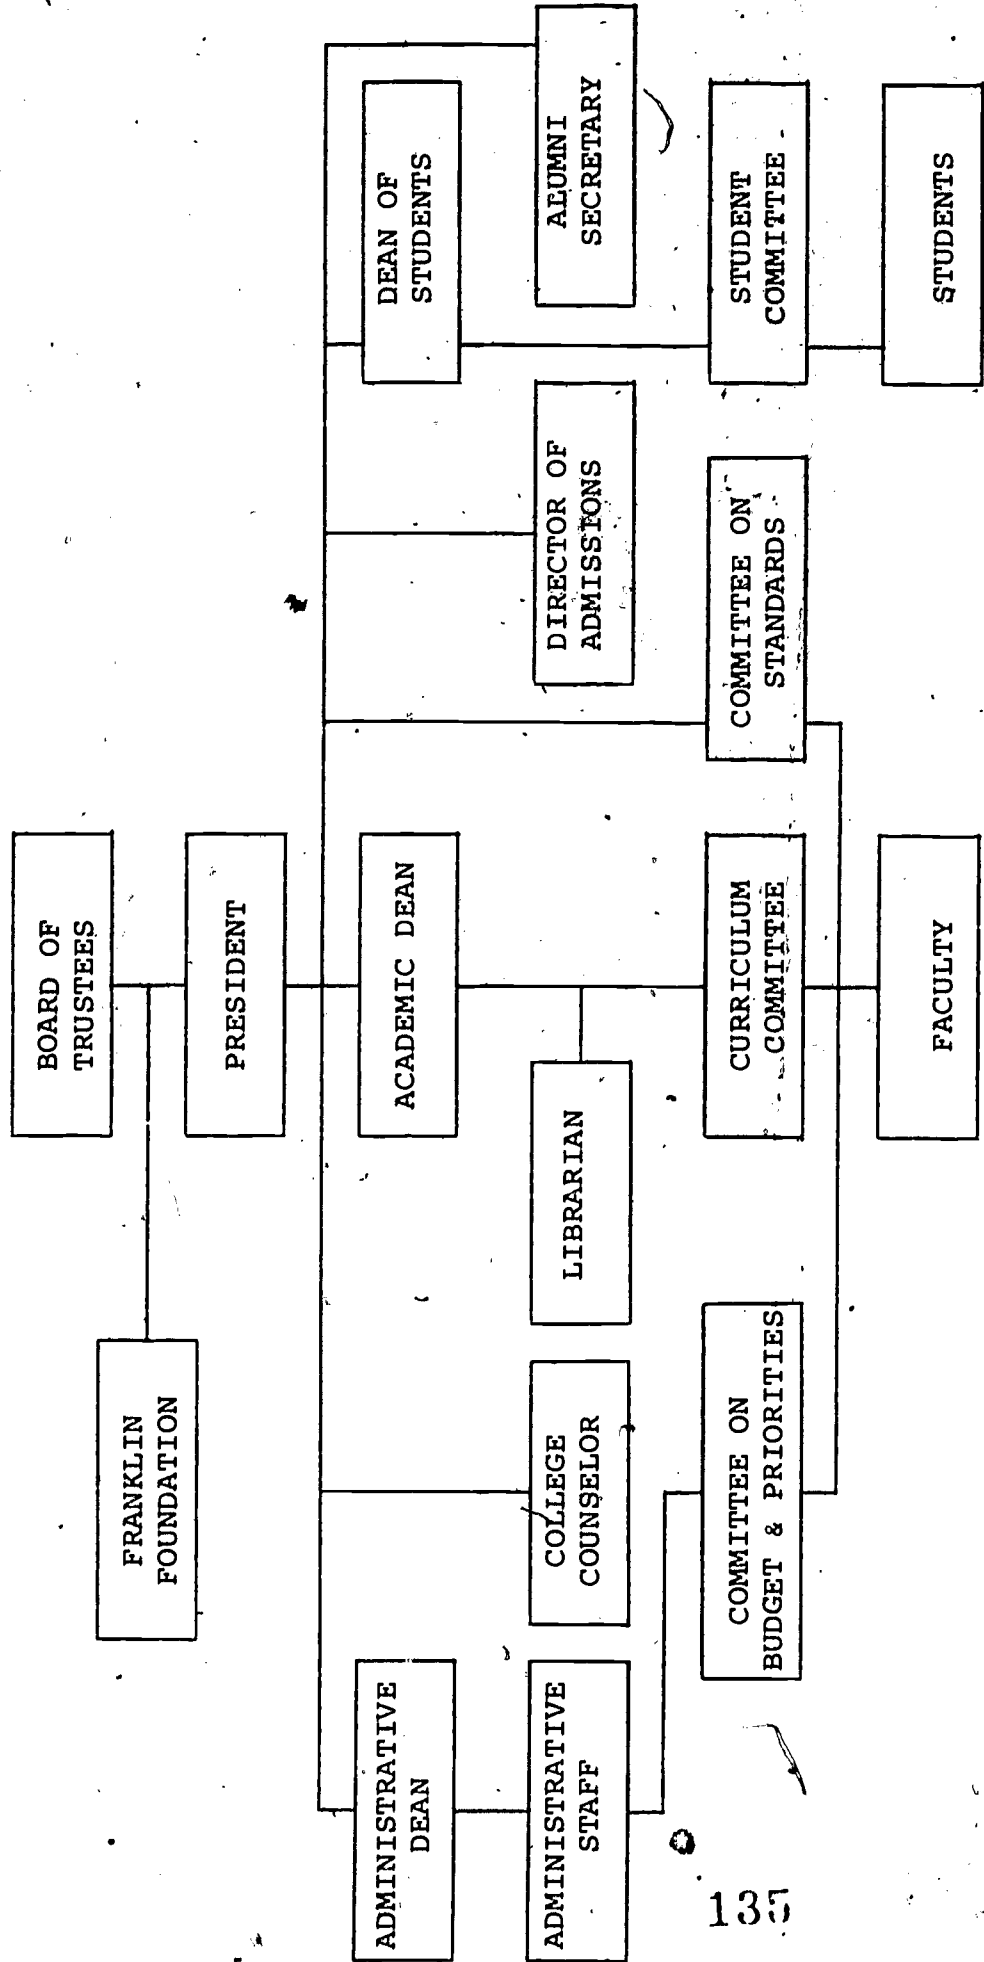 BOARD OF
TRUSTEES
FRANKLIN
FOUNDATION
PRESIDENT
ADMINISTRATIVE
DEAN
ACADEMIC DEAN
DEAN OF
STUDENTS
ADMINISTRATIVE
STAFF
COLLEGE
COUNSELOR
LIBRARIAN
DIRECTOR OF
ADMISSIONS
ALUMNI
SECRETARY
COMMITTEE ON
BUDGET & PRIORITIES
CURRICULUM
COMMITTEE
COMMITTEE ON
STANDARDS
STUDENT
COMMITTEE
FACULTY
STUDENTS
135